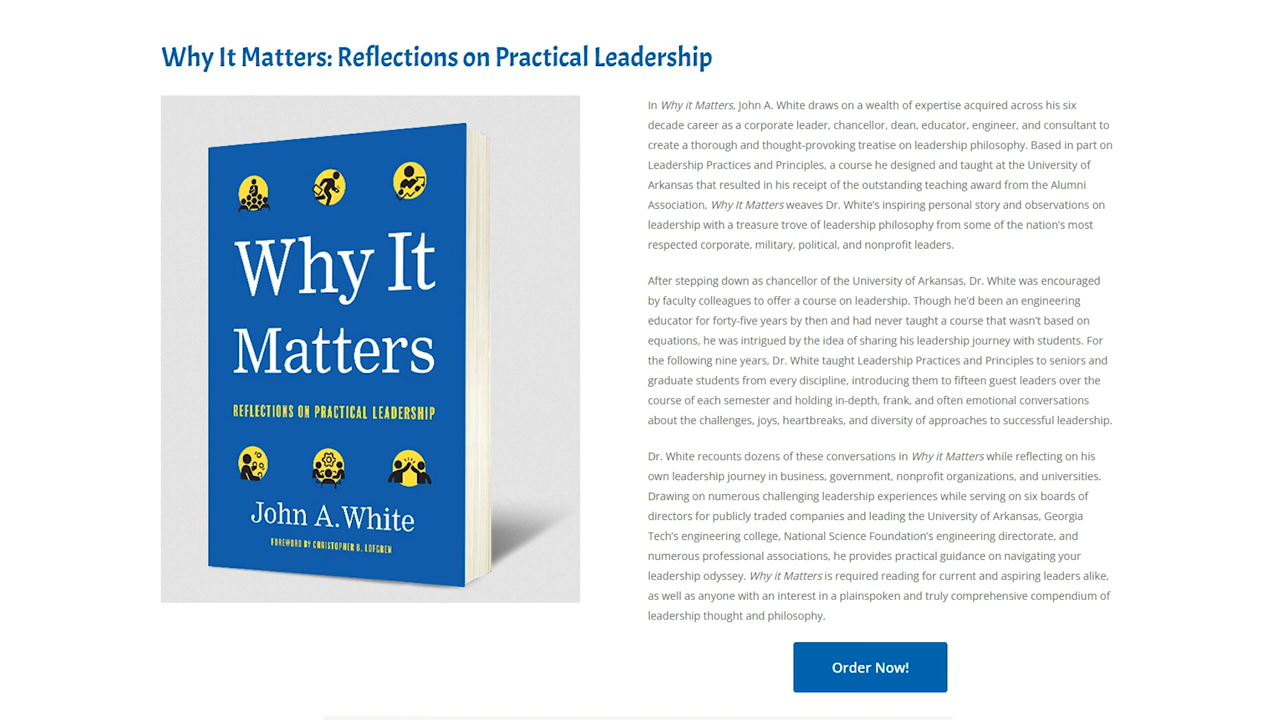 Why It Matters: Reflections on Practical Leadership
Why It
Matters
REFLECTIONS ON PRACTICAL LEADERSHIP
John A. White
FOREWORD BY CHRISTOPHER B. LOFGREN
In Why it Matters, John A. White draws on a wealth of expertise acquired across his six
decade career as a corporate leader, chancellor, dean, educator, engineer, and consultant to
create a thorough and thought-provoking treatise on leadership philosophy. Based in part on
Leadership Practices and Principles, a course he designed and taught at the University of
Arkansas that resulted in his receipt of the outstanding teaching award from the Alumni
Association, Why It Matters weaves Dr. White's inspiring personal story and observations on
leadership with a treasure trove of leadership philosophy from some of the nation's most
respected corporate, military, political, and nonprofit leaders.
After stepping down as chancellor of the University of Arkansas, Dr. White was encouraged
by faculty colleagues to offer a course on leadership. Though he'd been an engineering
educator for forty-five years by then and had never taught a course that wasn't based on
equations, he was intrigued by the idea of sharing his leadership journey with students. For
the following nine years, Dr. White taught Leadership Practices and Principles to seniors and
graduate students from every discipline, introducing them to fifteen guest leaders over the
course of each semester and holding in-depth, frank, and often emotional conversations
about the challenges, joys, heartbreaks, and diversity of approaches to successful leadership.
Dr. White recounts dozens of these conversations in Why it Matters while reflecting on his
own leadership journey in business, government, nonprofit organizations, and universities.
Drawing on numerous challenging leadership experiences while serving on six boards of
directors for publicly traded companies and leading the University of Arkansas, Georgia
Tech's engineering college, National Science Foundation's engineering directorate, and
numerous professional associations, he provides practical guidance on navigating your
leadership odyssey. Why it Matters is required reading for current and aspiring leaders alike,
as well as anyone with an interest in a plainspoken and truly comprehensive compendium of
leadership thought and philosophy.
Order Now!